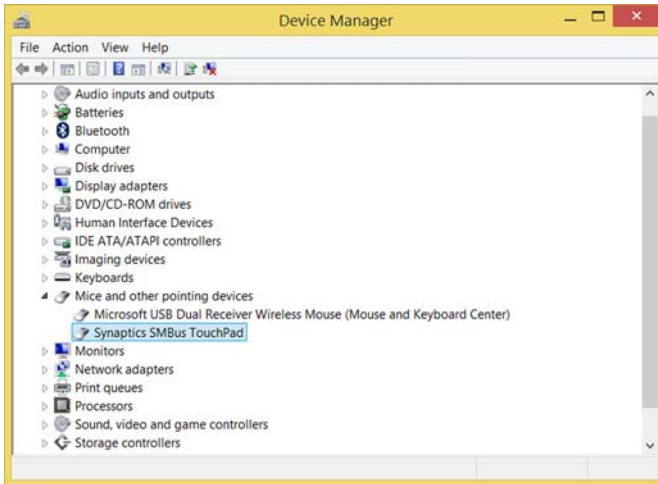 Device Manager
File Action View Help
Audio inputs and outputs
Batteries
Bluetooth
Computer
Disk drives
Display adapters
DVD/CD-ROM drives
Human Interface Devices
IDE ATA/ATAPI controllers
Imaging devices
Keyboards
Mice and other pointing devices
Microsoft USB Dual Receiver Wireless Mouse (Mouse and Keyboard Center)
Synaptics SMBus TouchPad
Monitors
Network adapters
Print queues
Processors
Sound, video and game controllers
Storage controllers